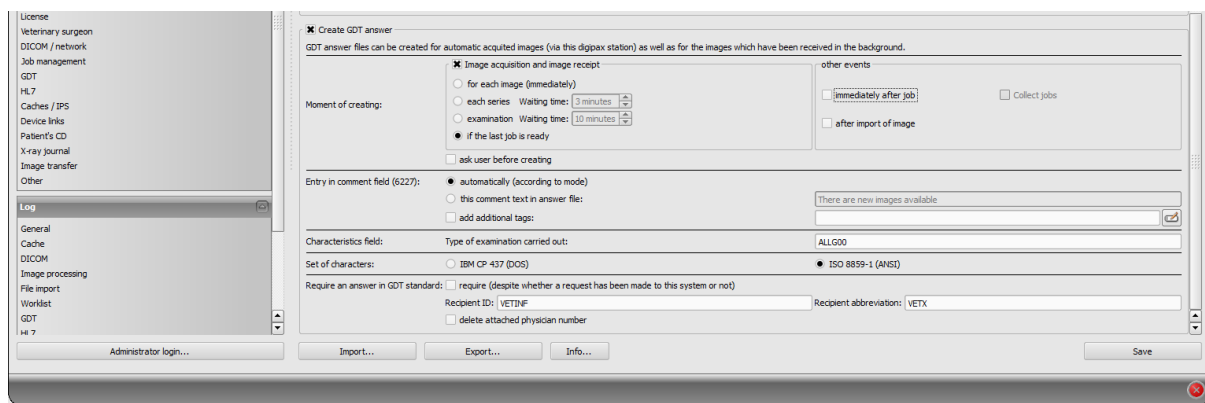 License
Veterinary surgeon
DICOM / network
Job management
GDT
HL7
Caches / IPS
Device links
Patient's CD
X-ray journal
Image transfer
Other
Log
General
Cache
DICOM
Image processing
File import
Worklist
GDT
HL7
Administrator login...
Create GDT answer
GDT answer files can be created for automatic acquited images (via this digipax station) as well as for the images which have been received in the background.
Moment of creating:
Image acquisition and image receipt
for each image (immediately)
each series Waiting time: 3 minutes
examination Waiting time: 10 minutes
if the last job is ready
ask user before creating
other events
immediately after job Collect jobs
after import of image
Entry in comment field (6227): automatically (according to mode)
this comment text in answer file: There are new images available
add additional tags:
Characteristics field: Type of examination carried out: ALLG00
Set of characters: IBM CP 437 (DOS) ISO 8859-1 (ANSI)
Require an answer in GDT standard: require (despite whether a request has been made to this system or not)
Recipient ID: VETINF Recipient abbreviation: VETX
delete attached physician number
Import... Export... Info... Save